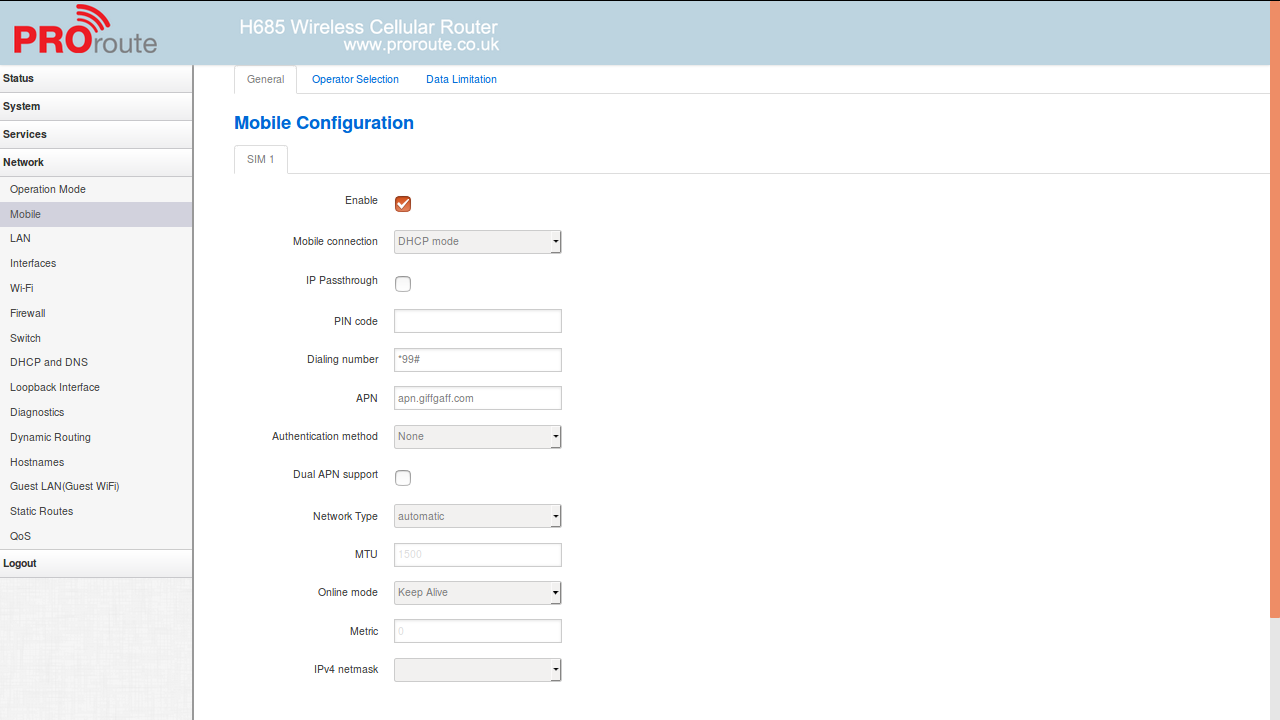 PROroute
H685 Wireless Cellular Router
www.proroute.co.uk
Status
System
Services
Network
Operation Mode
Mobile
LAN
Interfaces
Wi-Fi
Firewall
Switch
DHCP and DNS
Loopback Interface
Diagnostics
Dynamic Routing
Hostnames
Guest LAN(Guest WiFi)
Static Routes
QoS
Logout
General Operator Selection Data Limitation
Mobile Configuration
SIM 1
Enable
Mobile connection DHCP mode
IP Passthrough
PIN code
Dialing number *99#
APN apn.giffgaff.com
Authentication method None
Dual APN support
Network Type automatic
MTU 1500
Online mode Keep Alive
Metric 0
IPv4 netmask